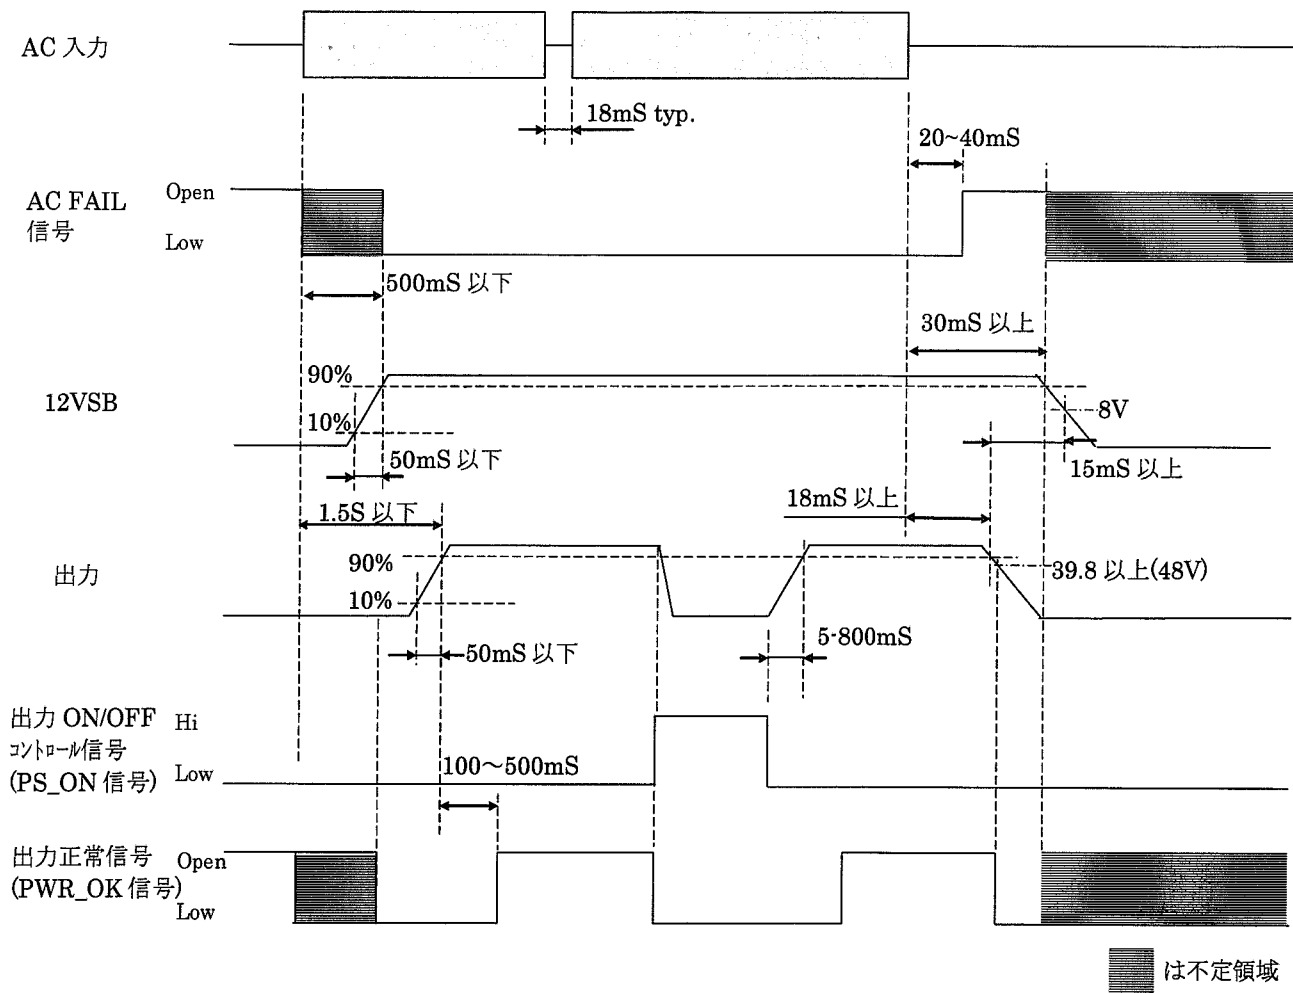 AC 入力
18mS typ.
20~40mS
AC FAIL
信号
Open
Low
500mS 以下
30mS 以上
12VSB
90%
10%
8V
50mS 以下
15mS 以上
1.5S 以下
18mS 以上
出力
90%
10%
39.8 以上(48V)
50mS 以下
5-800mS
出力 ON/OFF
コントロール信号
(PS_ON 信号)
Hi
Low
100～500mS
出力正常信号
(PWR_OK 信号)
Open
Low
は不定領域